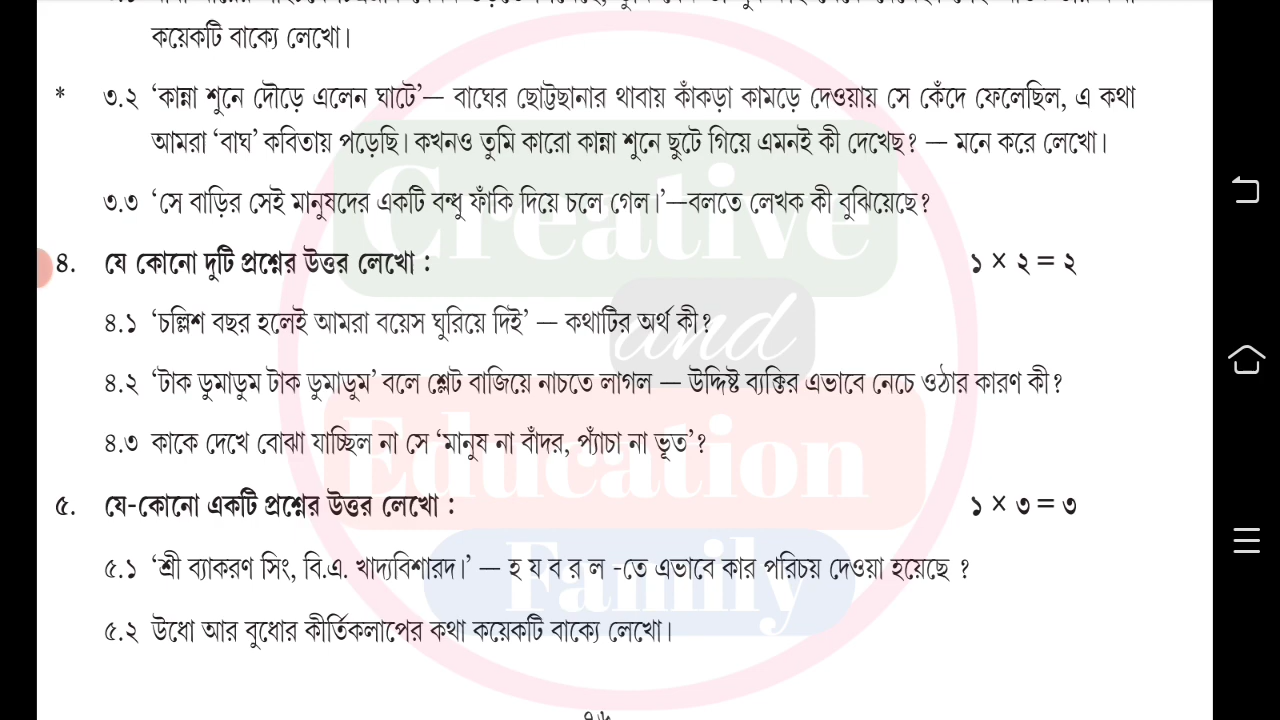 কয়েকটি বাক্যে লেখো।
* ৩.২ ‘কান্না শুনে দৌড়ে এলেন ঘাটে’— বাঘের ছোট্টছানার থাবায় কাঁকড়া কামড়ে দেওয়ায় সে কেঁদে ফেলেছিল, এ কথা
আমরা ‘বাঘ’ কবিতায় পড়েছি। কখনও তুমি কারো কান্না শুনে ছুটে গিয়ে এমনই কী দেখেছ? — মনে করে লেখো।
৩.৩ ‘সে বাড়ির সেই মানুষদের একটি বন্ধু ফাঁকি দিয়ে চলে গেল।’—বলতে লেখক কী বুঝিয়েছে?
৪. যে কোনো দুটি প্রশ্নের উত্তর লেখো : ১ × ২ = ২
৪.১ ‘চল্লিশ বছর হলেই আমরা বয়েস ঘুরিয়ে দিই’ — কথাটির অর্থ কী?
৪.২ ‘টাক ডুমাডুম টাক ডুমাডুম’ বলে শ্লেট বাজিয়ে নাচতে লাগল — উদ্দিষ্ট ব্যক্তির এভাবে নেচে ওঠার কারণ কী?
৪.৩ কাকে দেখে বোঝা যাচ্ছিল না সে ‘মানুষ না বাঁদর, প্যাঁচা না ভূত’?
৫. যে-কোনো একটি প্রশ্নের উত্তর লেখো : ১ × ৩ = ৩
৫.১ ‘শ্রী ব্যাকরণ সিং, বি.এ. খাদ্যবিশারদ।’ — হ য ব র ল -তে এভাবে কার পরিচয় দেওয়া হয়েছে ?
৫.২ উধো আর বুধোর কীর্তিকলাপের কথা কয়েকটি বাক্যে লেখো।
Creative
and
Education
Family